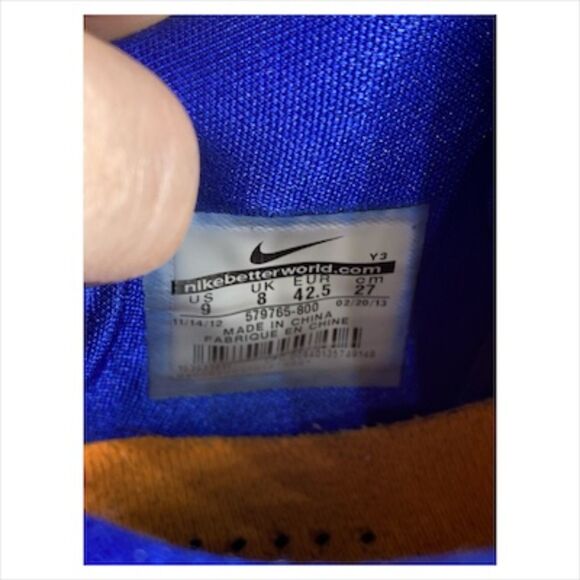 Y3
nikebetterworld.com
US UK EUR cm
9 8 42.5 27
11/14/12 579765-800 02/20/13
MADE IN CHINA
FABRIQUE EN CHINE